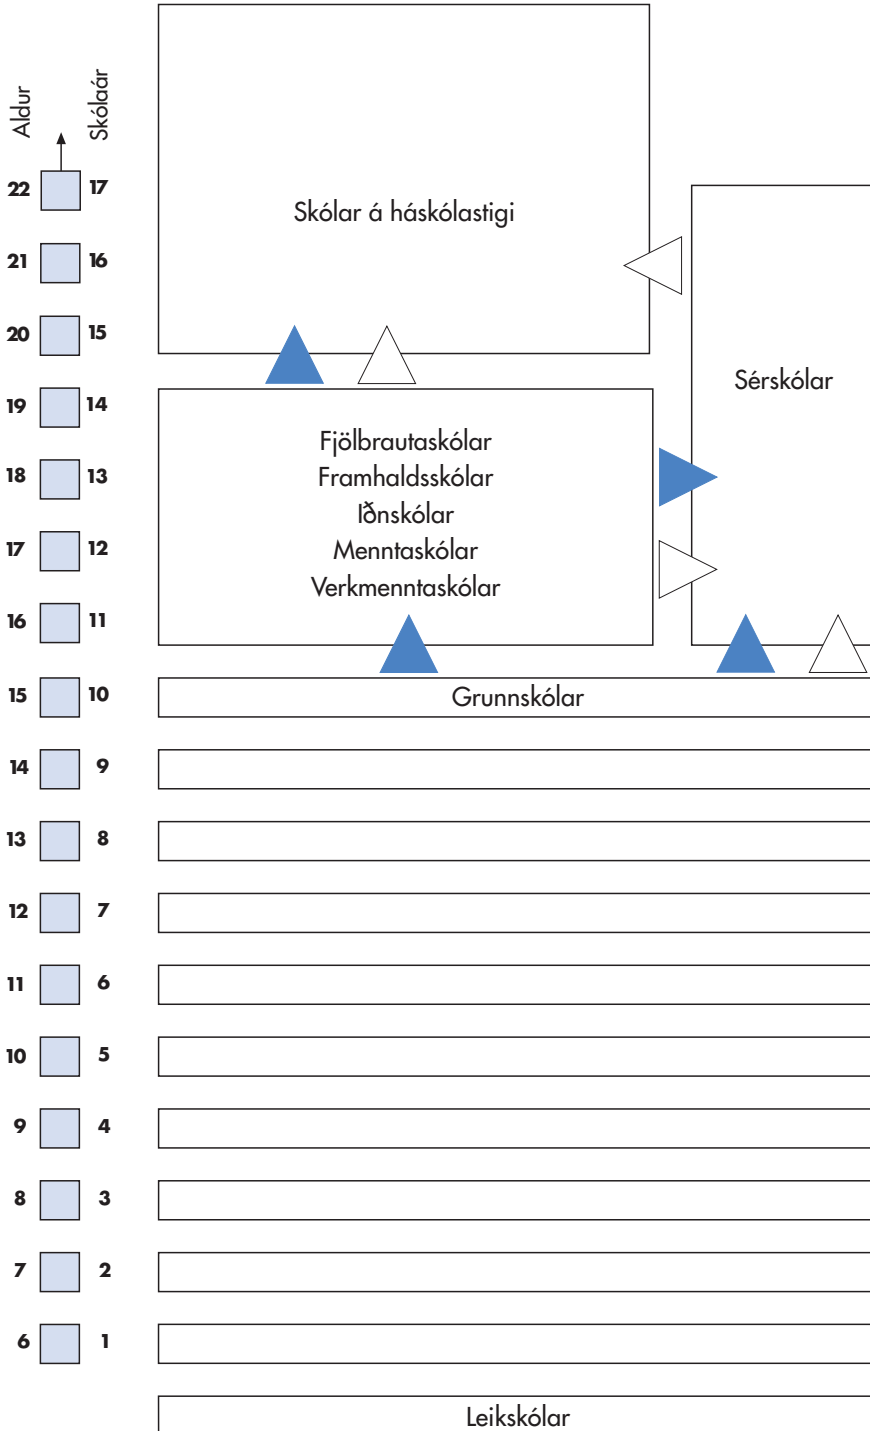 Aldur
Skólaár
22 17
Skólar á háskólastigi
21 16
20 15
Sérskólar
19 14
Fjölbrautaskólar
18 13
Framhaldsskólar
Iðnskólar
17 12
Menntaskólar
Verkmenntaskólar
16 11
15 10
Grunnskólar
14 9
13 8
12 7
11 6
10 5
9 4
8 3
7 2
6 1
Leikskólar